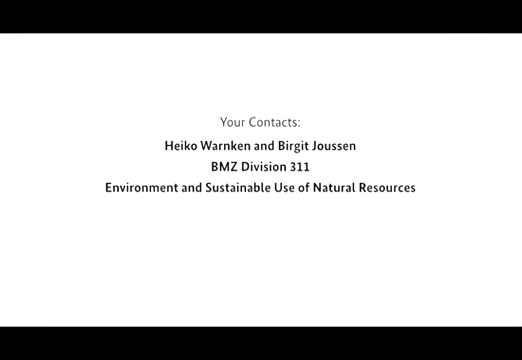 Your Contacts:
Heiko Warnken and Birgit Joussen
BMZ Division 311
Environment and Sustainable Use of Natural Resources